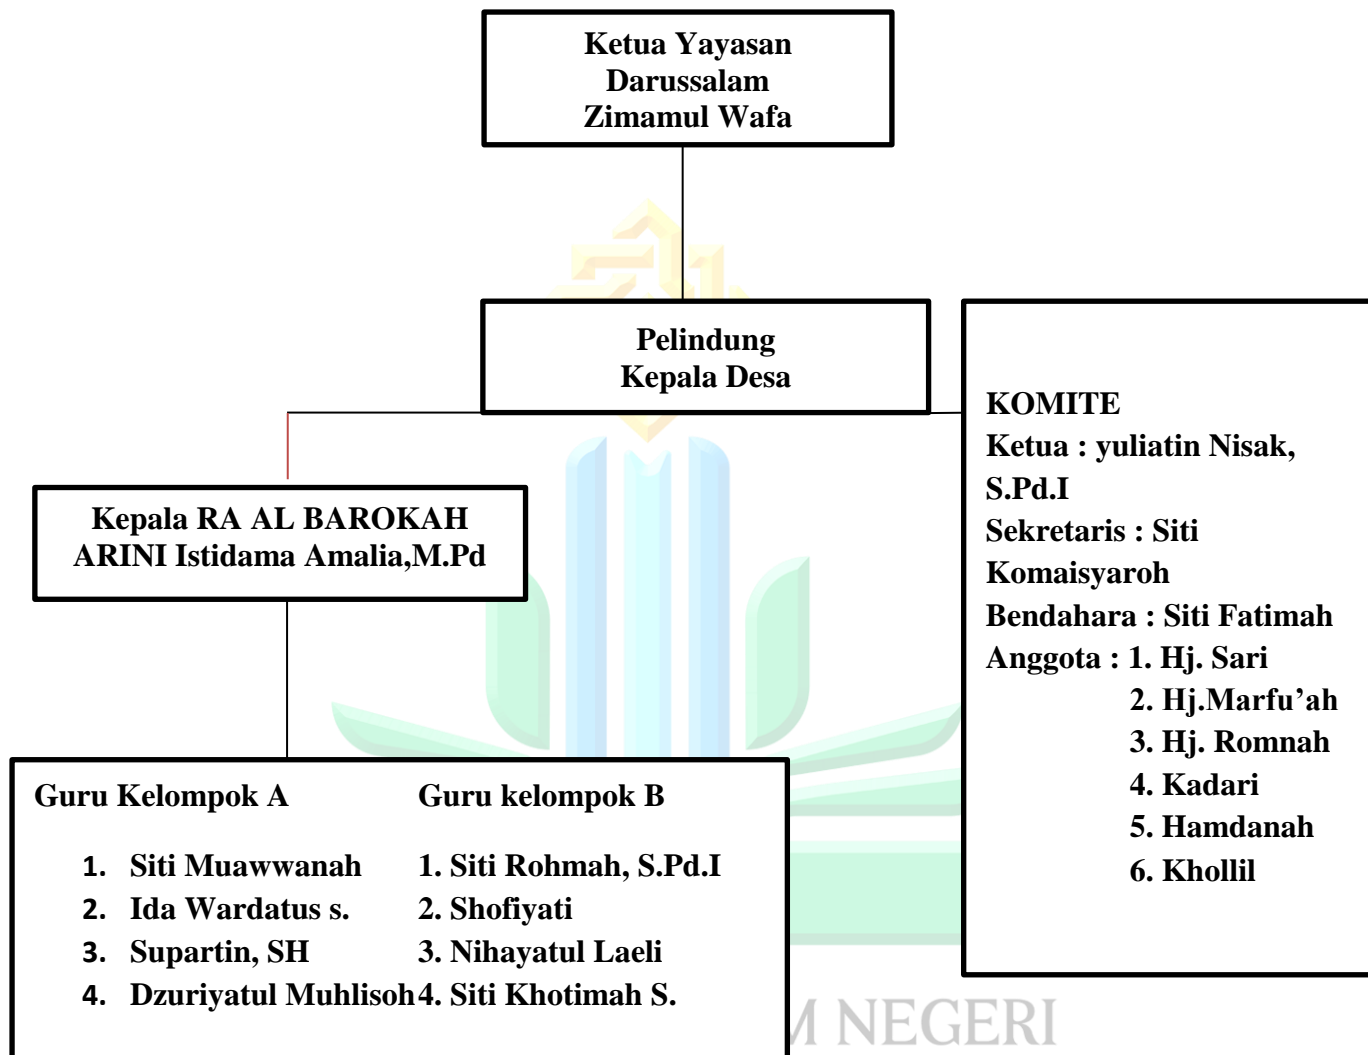 Ketua Yayasan
Darussalam
Zimamul Wafa
Pelindung
Kepala Desa
KOMITE
Ketua : yuliatin Nisak,
S.Pd.I
Sekretaris : Siti
Komaisyaroh
Bendahara : Siti Fatimah
Anggota : 1. Hj. Sari
2. Hj.Marfu’ah
3. Hj. Romnah
4. Kadari
5. Hamdanah
6. Khollil
Kepala RA AL BAROKAH
ARINI Istidama Amalia,M.Pd
Guru Kelompok A
1. Siti Muawwanah
2. Ida Wardatus s.
3. Supartin, SH
4. Dzuriyatul Muhlisoh
Guru kelompok B
1. Siti Rohmah, S.Pd.I
2. Shofiyati
3. Nihayatul Laeli
4. Siti Khotimah S.
M NEGERI